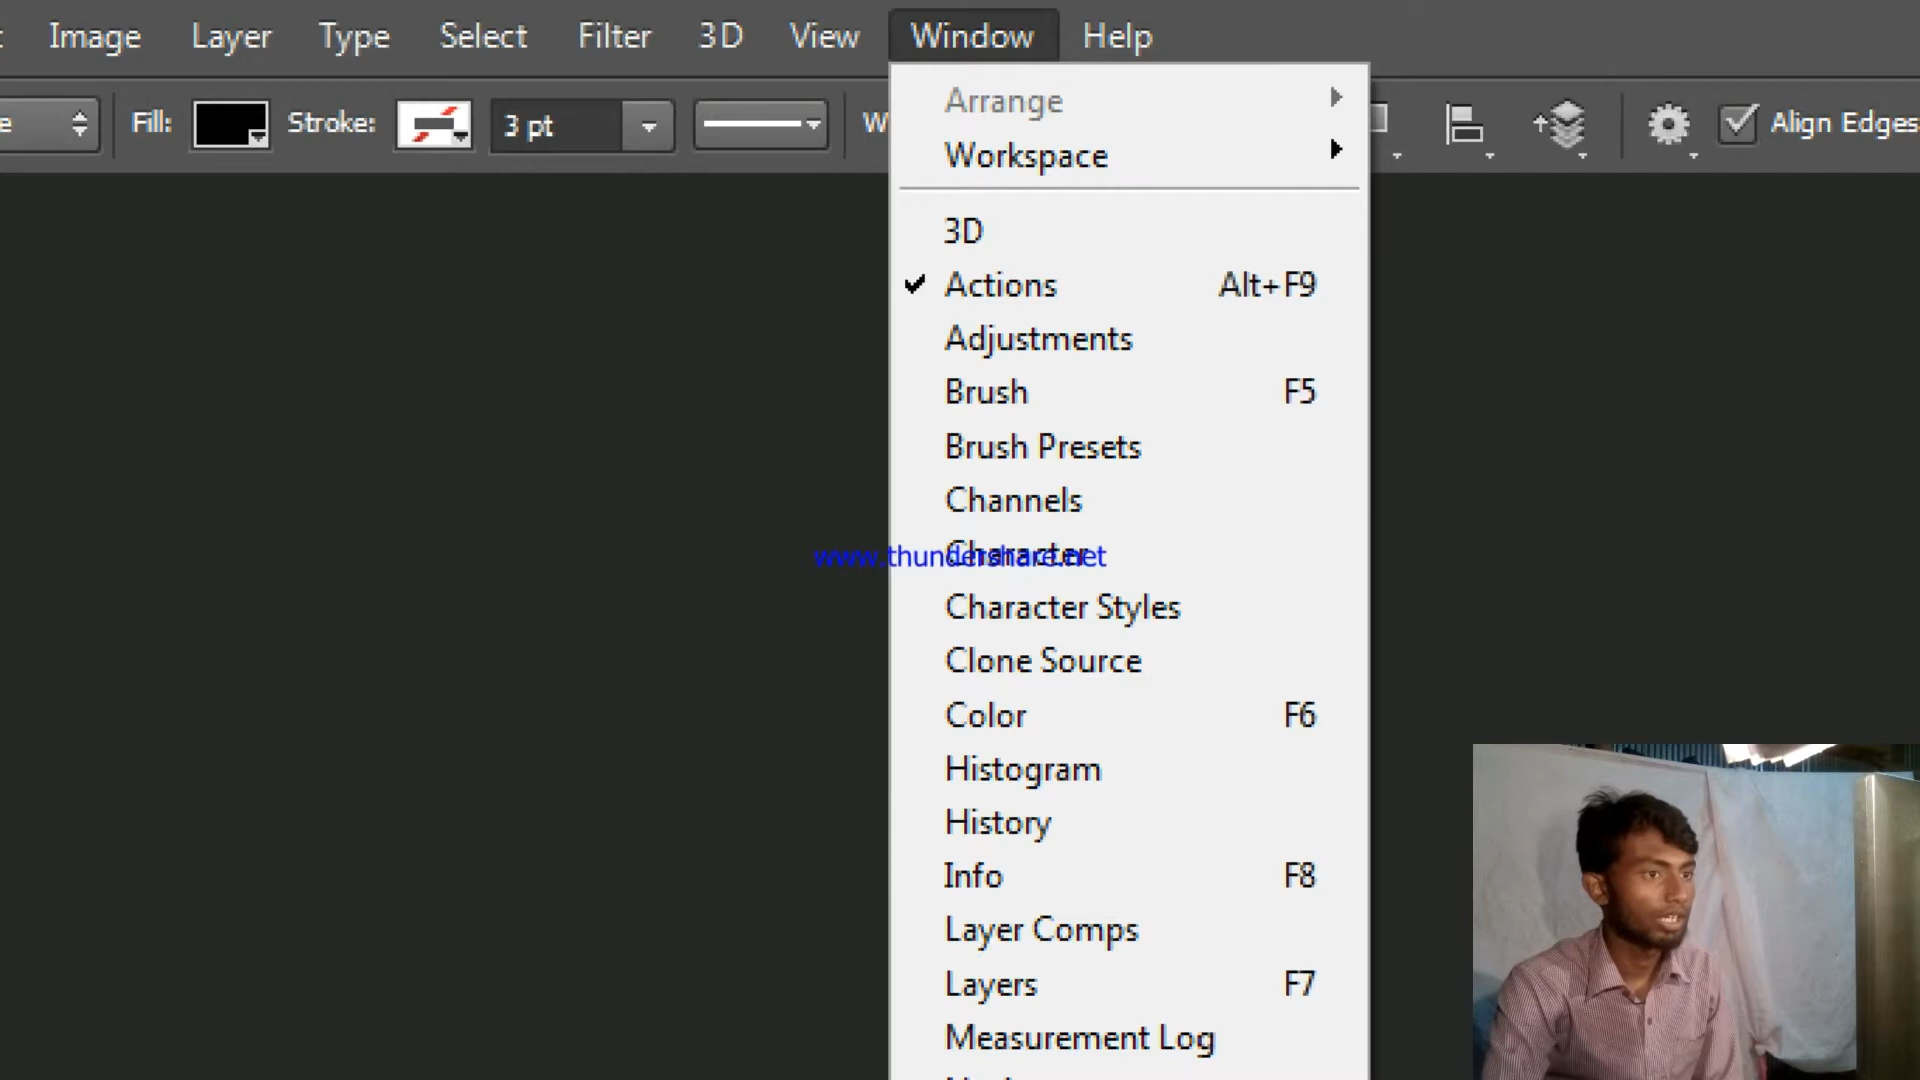 Image Layer Type Select Filter 3D View Window Help
Fill: Stroke: 3 pt Align Edges
Arrange
Workspace
3D
Actions Alt+F9
Adjustments
Brush F5
Brush Presets
Channels
Character
www.thundershare.net
Character Styles
Clone Source
Color F6
Histogram
History
Info F8
Layer Comps
Layers F7
Measurement Log